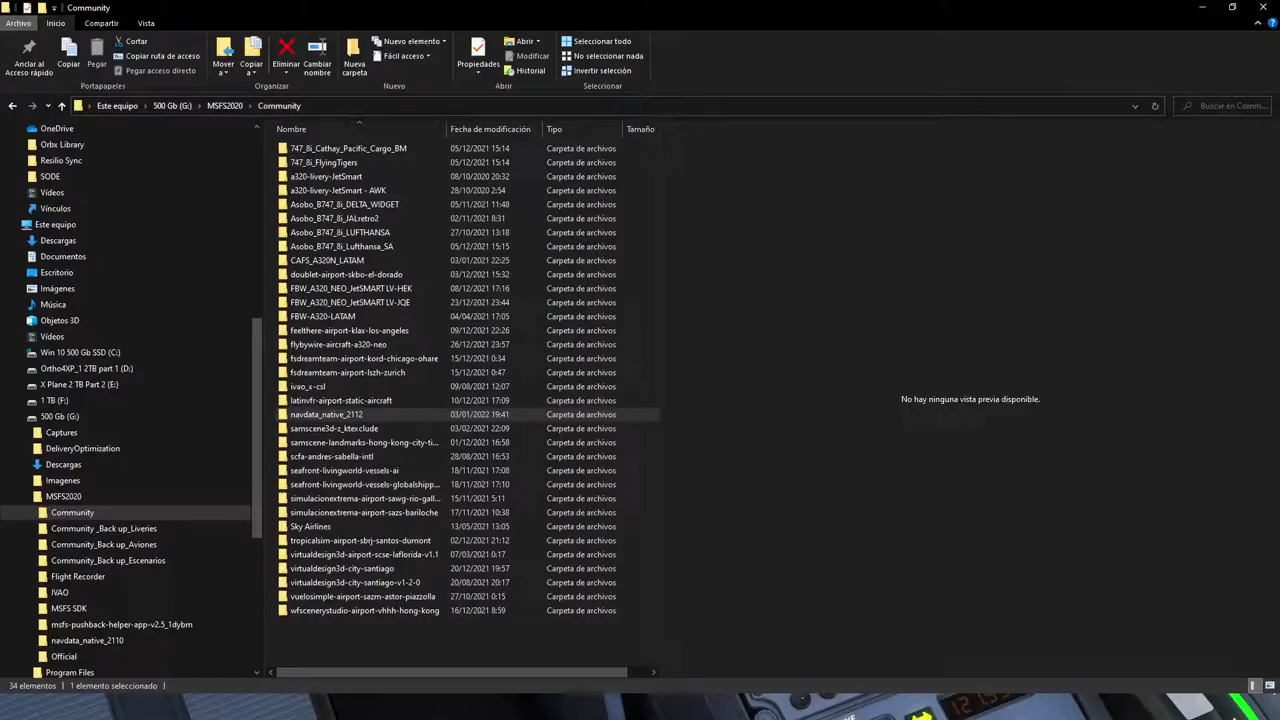 Community
Archivo Inicio Compartir Vista
Anclar al Acceso rápido
Copiar
Pegar
Cortar
Copiar ruta de acceso
Pegar acceso directo
Portapapeles
Mover a
Copiar a
Eliminar
Cambiar nombre
Organizar
Nueva carpeta
Nuevo elemento
Fácil acceso
Nuevo
Propiedades
Abrir
Modificar
Historial
Abrir
Seleccionar todo
No seleccionar nada
Invertir selección
Seleccionar
Este equipo > 500 Gb (G:) > MSFS2020 > Community
Buscar en Comm...
OneDrive
Orbx Library
Resilio Sync
SODE
Vídeos
Vínculos
Este equipo
Descargas
Documentos
Escritorio
Imágenes
Música
Objetos 3D
Vídeos
Win 10 500 Gb SSD (C:)
Ortho4XP_1 2TB part 1 (D:)
X Plane 2 TB Part 2 (E:)
1 TB (F:)
500 Gb (G:)
Captures
DeliveryOptimization
Descargas
Imagenes
MSFS2020
Community
Community _Back up_Liveries
Community_Back up_Aviones
Community_Back up_Escenarios
Flight Recorder
IVAO
MSFS SDK
msfs-pushback-helper-app-v2.5_1dybm
navdata_native_2110
Official
Program Files
Nombre Fecha de modificación Tipo Tamaño
747_8i_Cathay_Pacific_Cargo_BM 05/12/2021 15:14 Carpeta de archivos
747_8i_FlyingTigers 05/12/2021 15:14 Carpeta de archivos
a320-livery-JetSmart 08/10/2020 20:32 Carpeta de archivos
a320-livery-JetSmart - AWK 28/10/2020 2:54 Carpeta de archivos
Asobo_B747_8i_DELTA_WIDGET 05/11/2021 11:48 Carpeta de archivos
Asobo_B747_8i_JALretro2 02/11/2021 8:31 Carpeta de archivos
Asobo_B747_8i_LUFTHANSA 27/10/2021 13:18 Carpeta de archivos
Asobo_B747_8i_Lufthansa_SA 05/12/2021 15:15 Carpeta de archivos
CAFS_A320N_LATAM 03/01/2021 22:25 Carpeta de archivos
doublet-airport-skbo-el-dorado 03/12/2021 15:32 Carpeta de archivos
FBW_A320_NEO_JetSMART LV-HEK 08/12/2021 17:16 Carpeta de archivos
FBW_A320_NEO_JetSMART LV-JQE 23/12/2021 23:44 Carpeta de archivos
FBW-A320-LATAM 04/04/2021 17:05 Carpeta de archivos
feelthere-airport-klax-los-angeles 09/12/2021 22:26 Carpeta de archivos
flybywire-aircraft-a320-neo 26/12/2021 23:57 Carpeta de archivos
fsdreamteam-airport-kord-chicago-ohare 15/12/2021 0:34 Carpeta de archivos
fsdreamteam-airport-lszh-zurich 15/12/2021 0:47 Carpeta de archivos
ivao_x-csl 09/08/2021 12:07 Carpeta de archivos
latinvfr-airport-static-aircraft 10/12/2021 17:09 Carpeta de archivos
navdata_native_2112 03/01/2022 19:41 Carpeta de archivos
samscene3d-z_ktexclude 03/02/2021 22:09 Carpeta de archivos
samscene-landmarks-hong-kong-city-ti... 01/12/2021 16:58 Carpeta de archivos
scfa-andres-sabella-intl 28/08/2021 16:53 Carpeta de archivos
seafront-livingworld-vessels-ai 18/11/2021 17:08 Carpeta de archivos
seafront-livingworld-vessels-globalshipp... 18/11/2021 17:10 Carpeta de archivos
simulacionextrema-airport-sawg-rio-gall... 15/11/2021 5:11 Carpeta de archivos
simulacionextrema-airport-sazs-bariloche 17/11/2021 10:38 Carpeta de archivos
Sky Airlines 13/05/2021 13:05 Carpeta de archivos
tropicalsim-airport-sbrj-santos-dumont 02/12/2021 21:12 Carpeta de archivos
virtualdesign3d-airport-scse-laflorida-v1.1 07/03/2021 0:17 Carpeta de archivos
virtualdesign3d-city-santiago 20/12/2021 19:57 Carpeta de archivos
virtualdesign3d-city-santiago-v1-2-0 20/08/2021 20:17 Carpeta de archivos
vuelosimple-airport-sazm-astor-piazzolla 27/10/2021 0:15 Carpeta de archivos
wfscenerystudio-airport-vhhh-hong-kong 16/12/2021 8:59 Carpeta de archivos
No hay ninguna vista previa disponible.
34 elementos 1 elemento seleccionado